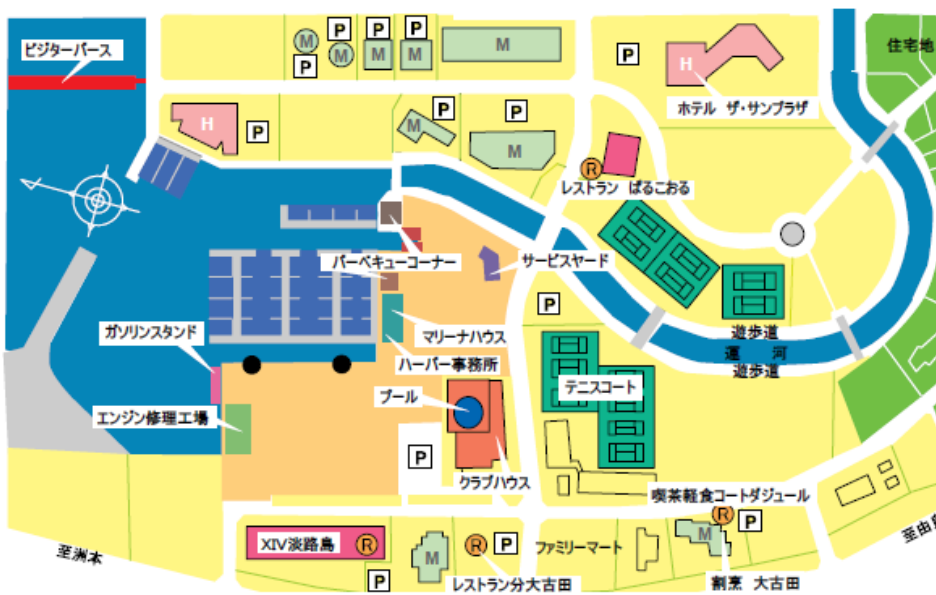 P
P
P
P
ビジターバース
M
M
M
M
M
P
P
H
住宅地
ホテル ザ・サンプラザ
H
P
P
M
P
M
R
レストラン ぱるこおる
バーベキューコーナー
サービスヤード
P
ガソリンスタンド
マリーナハウス
遊歩道
運 河
遊歩道
ハーバー事務所
プール
テニスコート
エンジン修理工場
P
クラブハウス
喫茶軽食コートダジュール
R
P
XIV淡路島
R
M
R
P
ファミリーマート
M
至洲本
P
レストラン分大古田
割烹 大古田